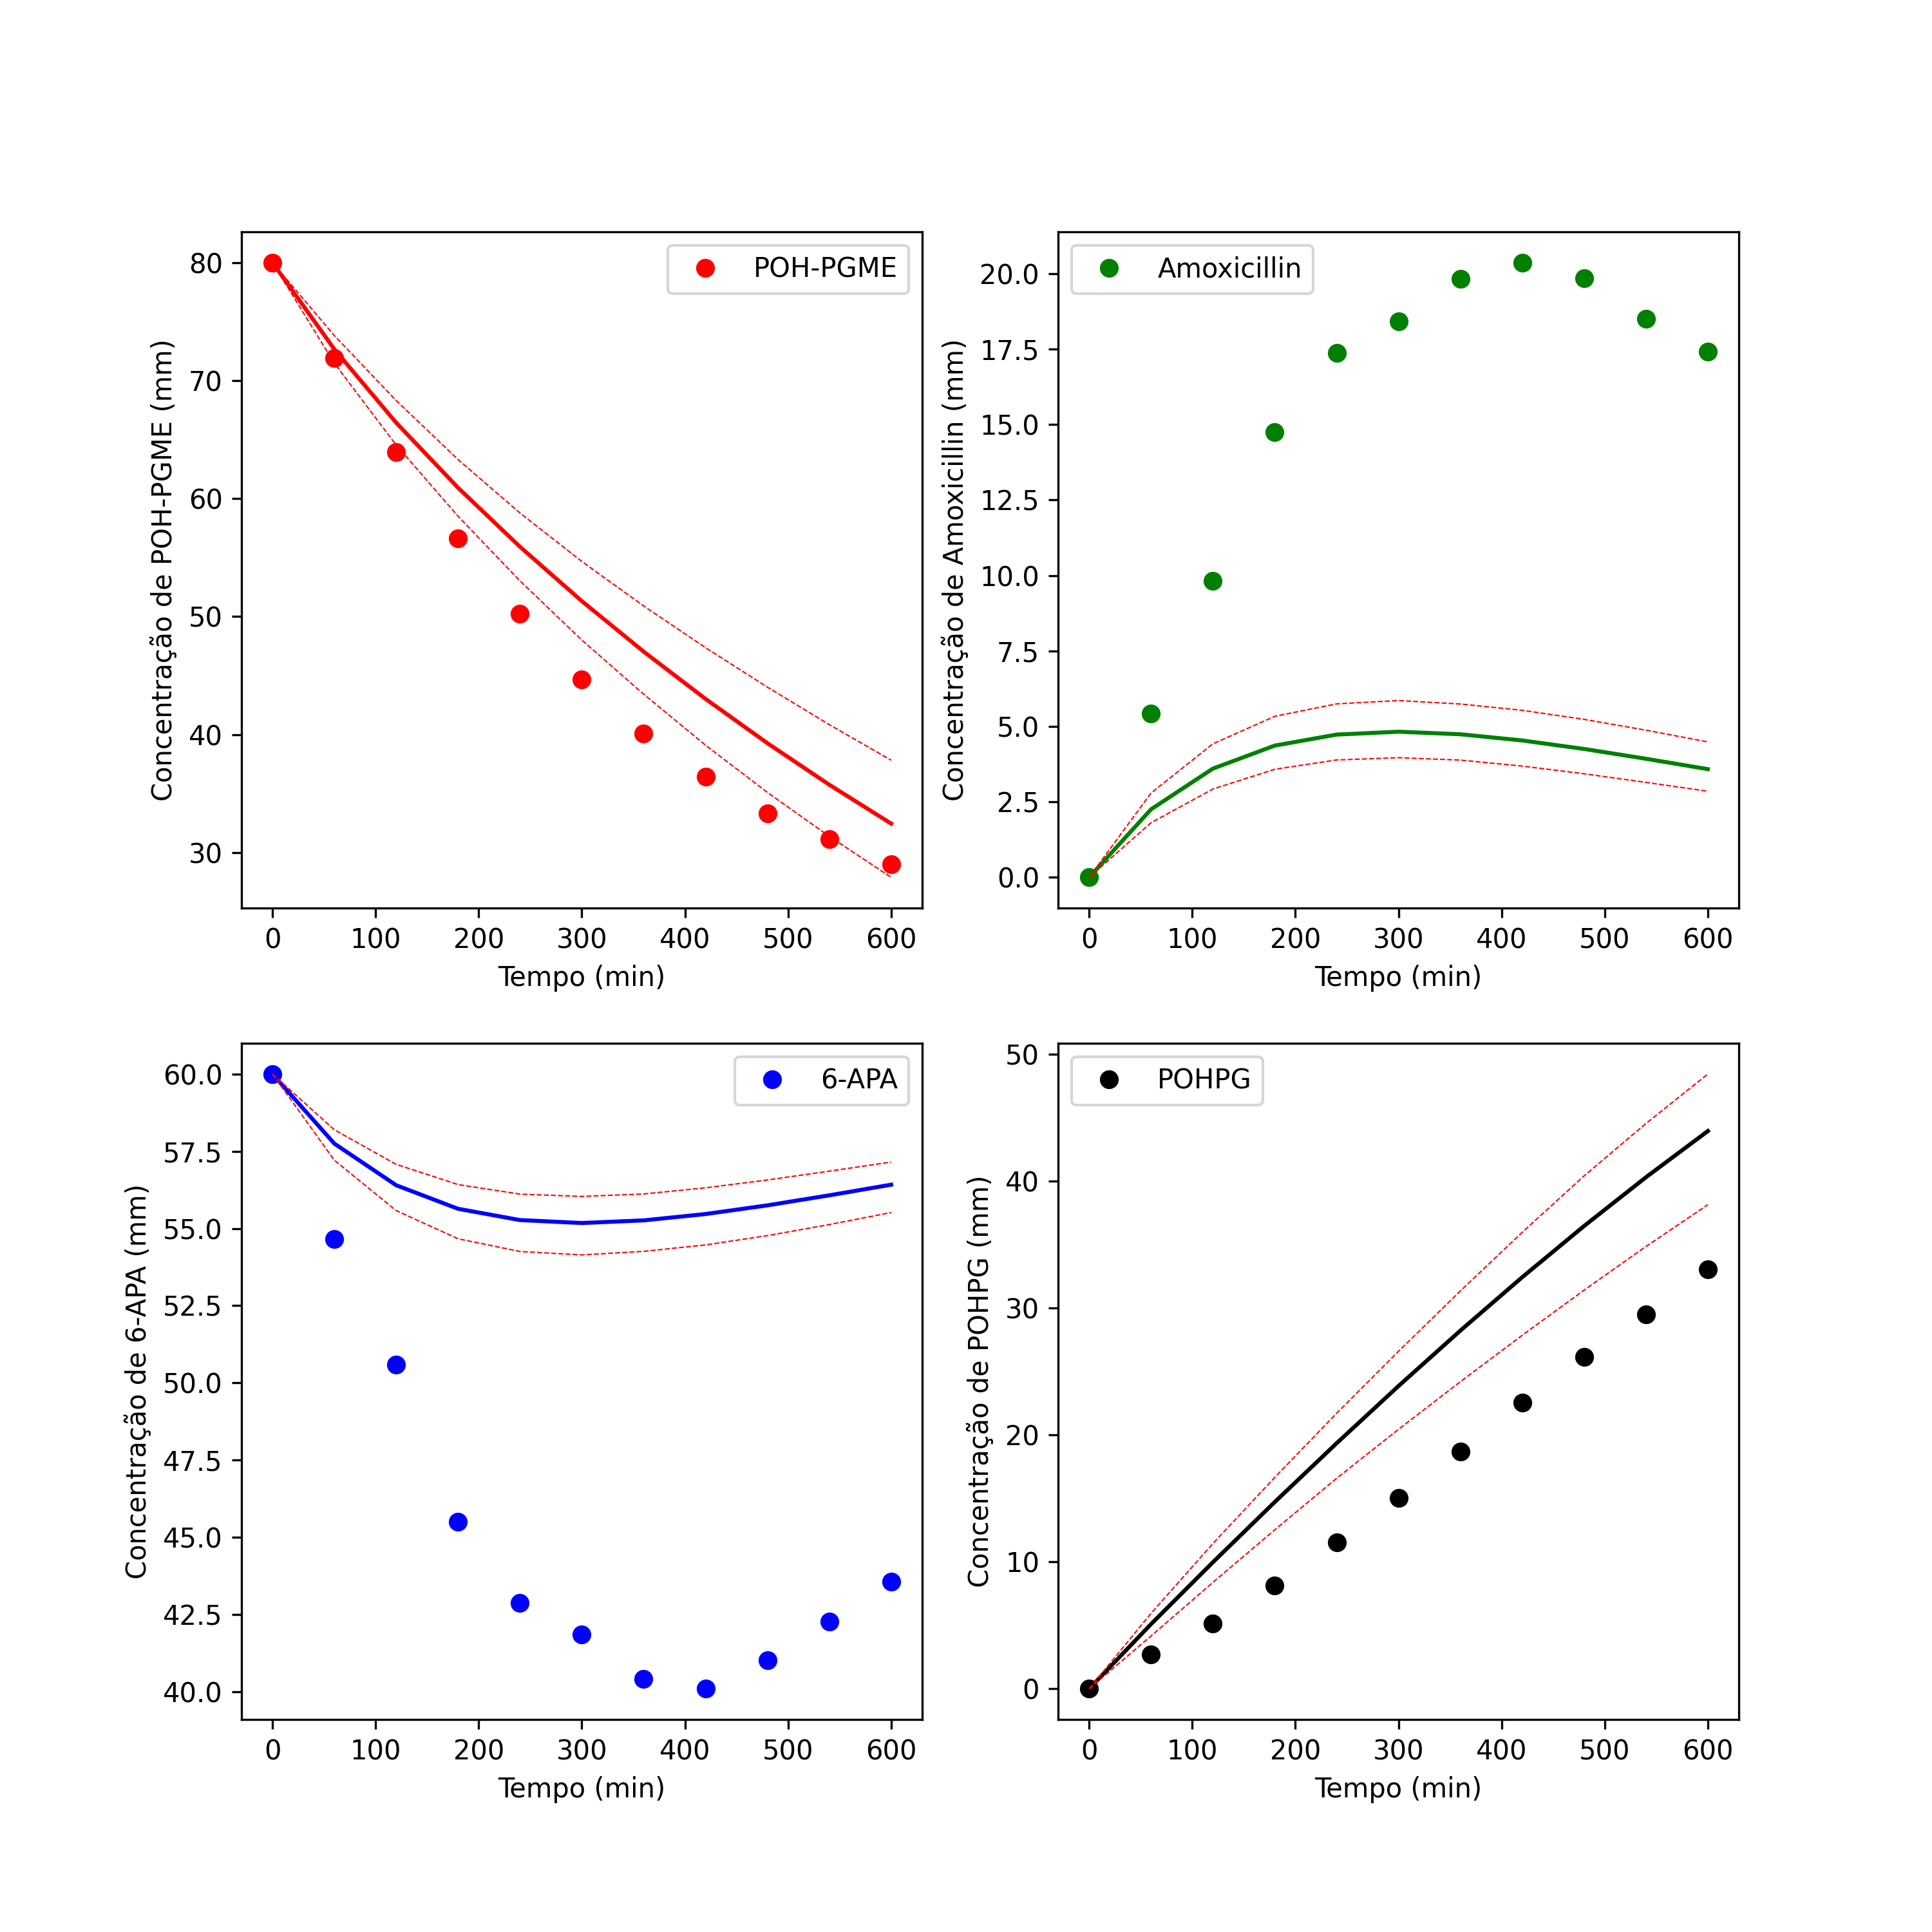 POH-PGME
80
70
60
50
40
30
Concentração de POH-PGME (mm)
0 100 200 300 400 500 600
Tempo (min)
Amoxicillin
20.0
17.5
15.0
12.5
10.0
7.5
5.0
2.5
0.0
Concentração de Amoxicillin (mm)
0 100 200 300 400 500 600
Tempo (min)
6-APA
60.0
57.5
55.0
52.5
50.0
47.5
45.0
42.5
40.0
Concentração de 6-APA (mm)
0 100 200 300 400 500 600
Tempo (min)
POHPG
50
40
30
20
10
0
Concentração de POHPG (mm)
0 100 200 300 400 500 600
Tempo (min)